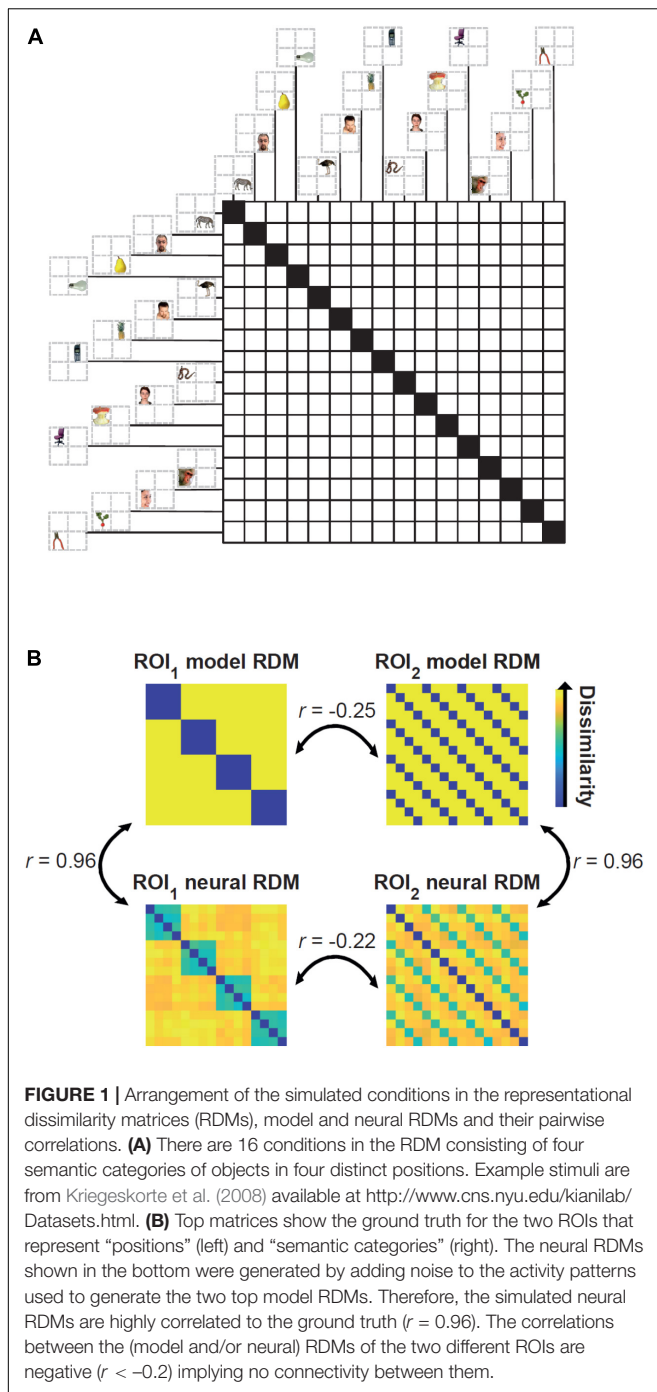 A
B
ROI1 model RDM
ROI2 model RDM
r = -0.25
Dissimilarity
r = 0.96
r = 0.96
ROI1 neural RDM
ROI2 neural RDM
r = -0.22
FIGURE 1 | Arrangement of the simulated conditions in the representational
dissimilarity matrices (RDMs), model and neural RDMs and their pairwise
correlations. (A) There are 16 conditions in the RDM consisting of four
semantic categories of objects in four distinct positions. Example stimuli are
from Kriegeskorte et al. (2008) available at http://www.cns.nyu.edu/kianilab/
Datasets.html. (B) Top matrices show the ground truth for the two ROIs that
represent “positions” (left) and “semantic categories” (right). The neural RDMs
shown in the bottom were generated by adding noise to the activity patterns
used to generate the two top model RDMs. Therefore, the simulated neural
RDMs are highly correlated to the ground truth (r = 0.96). The correlations
between the (model and/or neural) RDMs of the two different ROIs are
negative (r < –0.2) implying no connectivity between them.